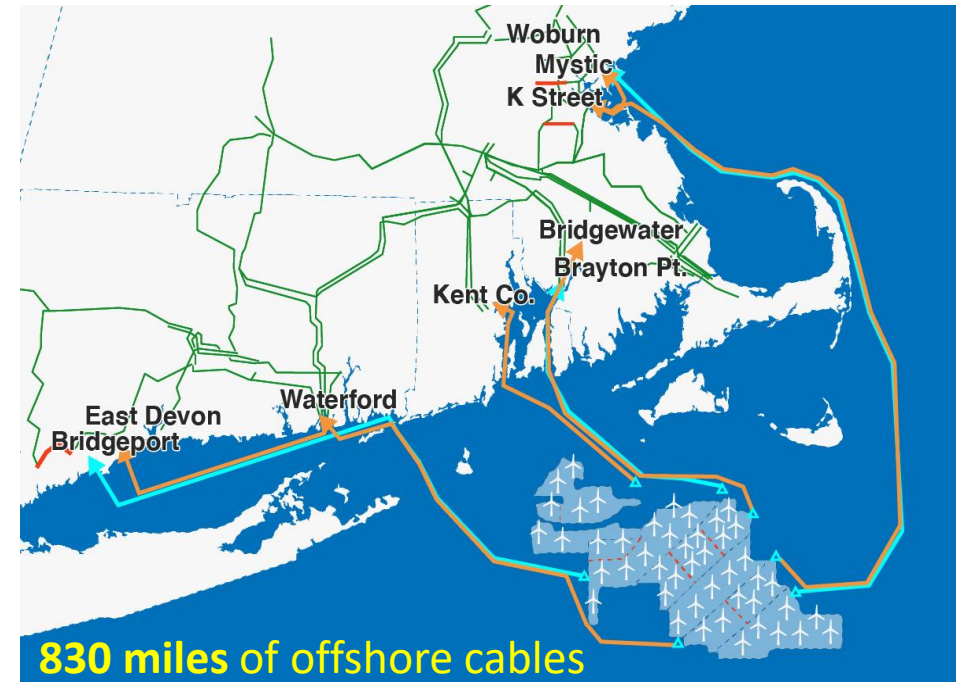 Woburn
Mystic
K Street
Bridgewater
Brayton Pt.
Kent Co.
Waterford
East Devon
Bridgeport
830 miles of offshore cables